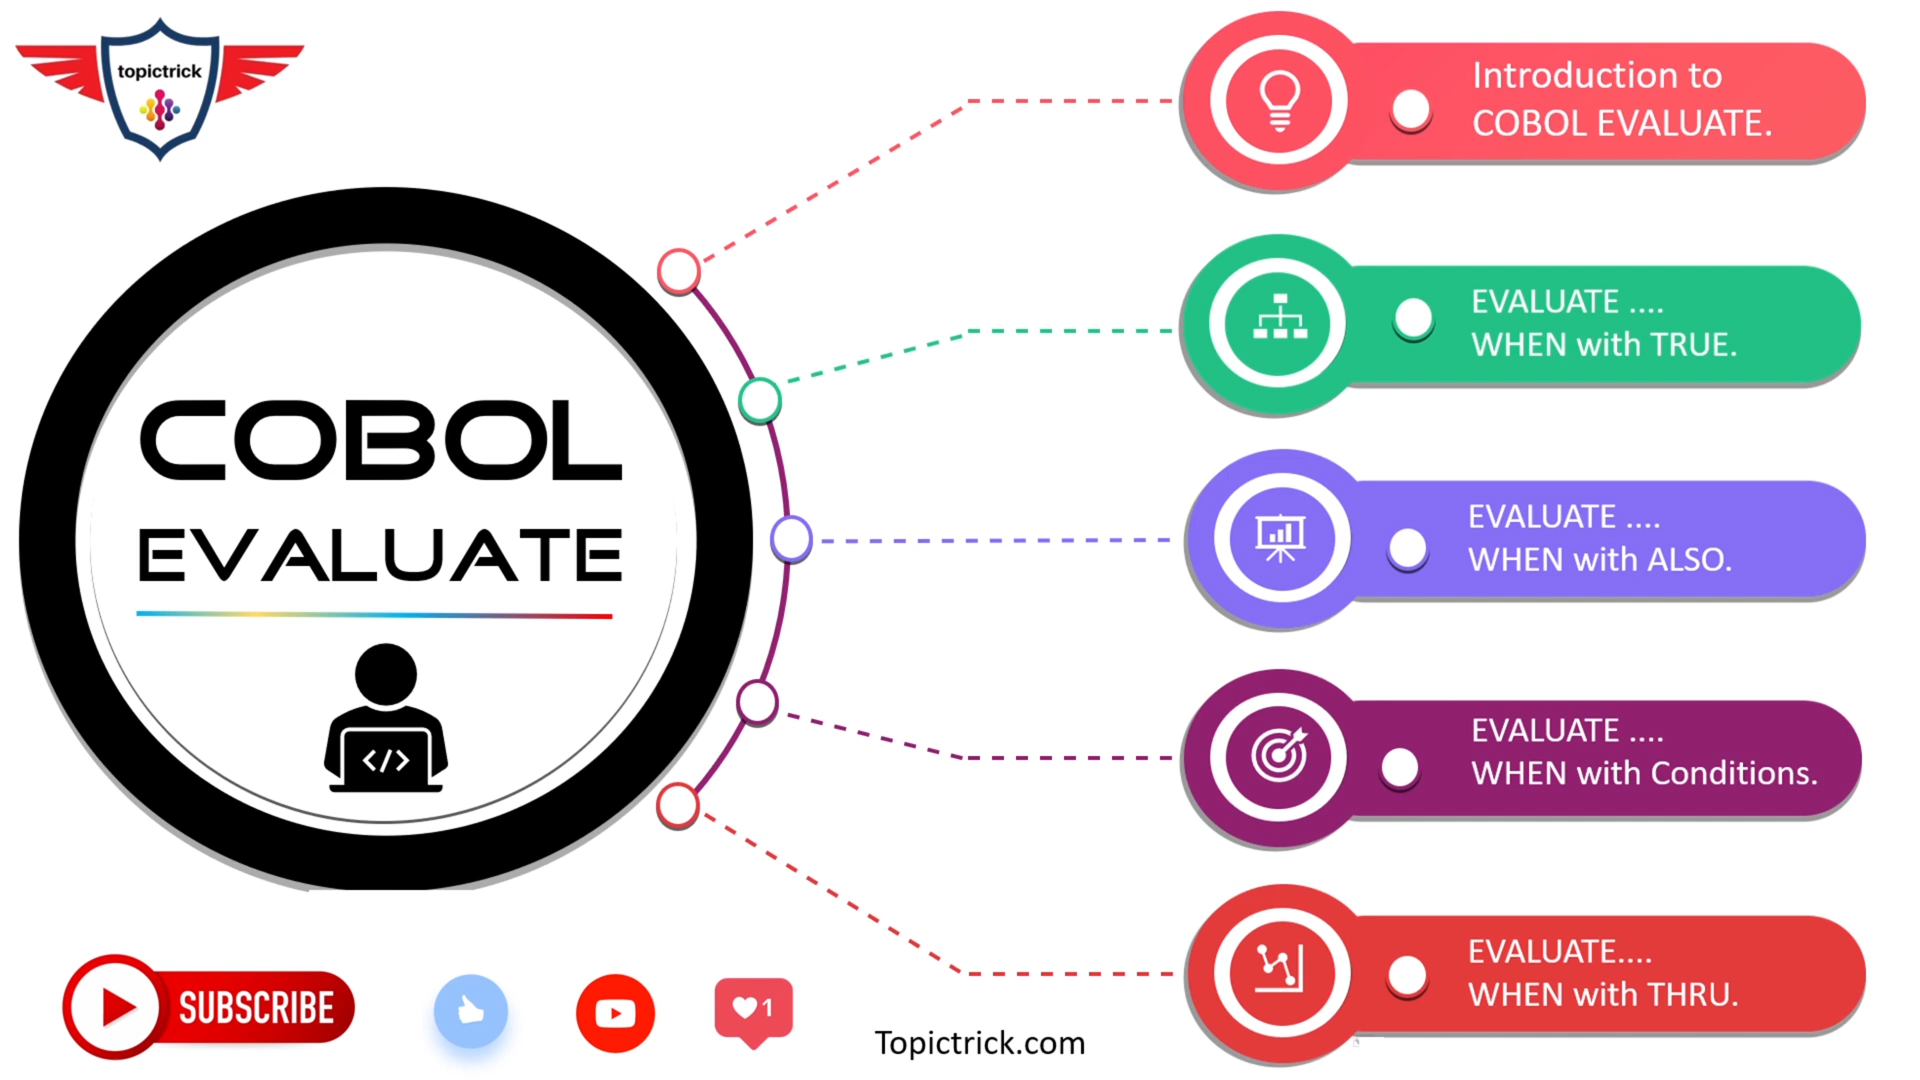 topictrick
COBOL
EVALUATE
</>
Introduction to
COBOL EVALUATE.
EVALUATE ....
WHEN with TRUE.
EVALUATE ....
WHEN with ALSO.
EVALUATE ....
WHEN with Conditions.
EVALUATE....
WHEN with THRU.
SUBSCRIBE
1
Topictrick.com